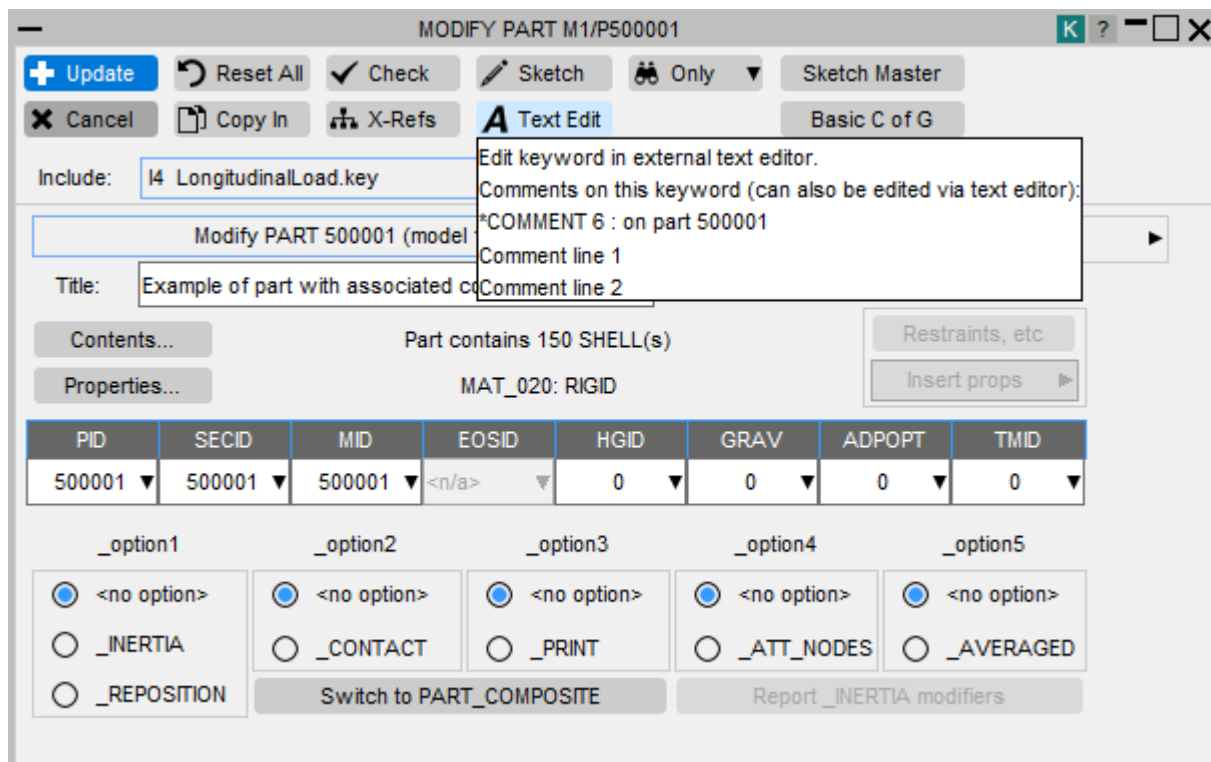 MODIFY PART M1/P500001 K ?
Update Reset All Check Sketch Only Sketch Master
Cancel Copy In X-Refs A Text Edit Basic C of G
Edit keyword in external text editor.
Include: I4 LongitudinalLoad.key
Comments on this keyword (can also be edited via text editor):
*COMMENT 6 : on part 500001
Modify PART 500001 (model
Comment line 1
Title: Example of part with associated co
Comment line 2
Contents... Part contains 150 SHELL(s) Restraints, etc
Properties... MAT_020: RIGID Insert props
PID SECID MID EOSID HGID GRAV ADPOPT TMID
500001 500001 500001 <n/a> 0 0 0 0
_option1 _option2 _option3 _option4 _option5
<no option> <no option> <no option> <no option> <no option>
_INERTIA _CONTACT _PRINT _ATT_NODES _AVERAGED
_REPOSITION Switch to PART_COMPOSITE Report _INERTIA modifiers